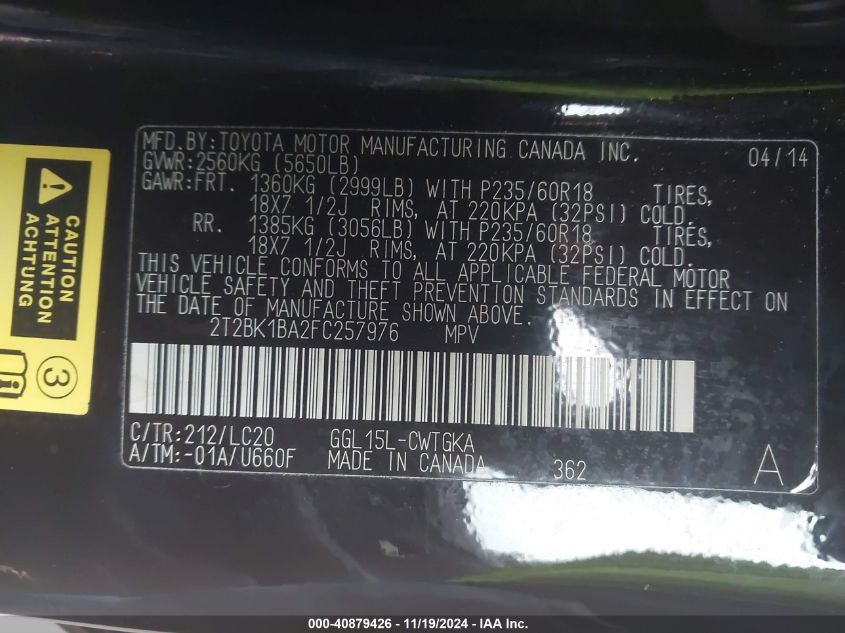 MFD.BY:TOYOTA MOTOR MANUFACTURING CANADA INC. 04/14
GVWR:2560KG (5650LB)
GAWR:FRT. 1360KG (2999LB) WITH P235/60R18 TIRES,
18X7 1/2J RIMS, AT 220KPA (32PSI) COLD.
RR. 1385KG (3056LB) WITH P235/60R18 TIRES,
18X7 1/2J RIMS, AT 220KPA (32PSI) COLD.
THIS VEHICLE CONFORMS TO ALL APPLICABLE FEDERAL MOTOR
VEHICLE SAFETY AND THEFT PREVENTION STANDARDS IN EFFECT ON
THE DATE OF MANUFACTURE SHOWN ABOVE.
2T2BK1BA2FC257976 MPV
C/TR:212/LC20 GGL15L-CWTGKA
A/TM:-01A/U660F MADE IN CANADA 362 A
CAUTION
ATTENTION
ACHTUNG
3
000-40879426 - 11/19/2024 - IAA Inc.